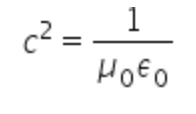 c² = 1 / μ₀ϵ₀